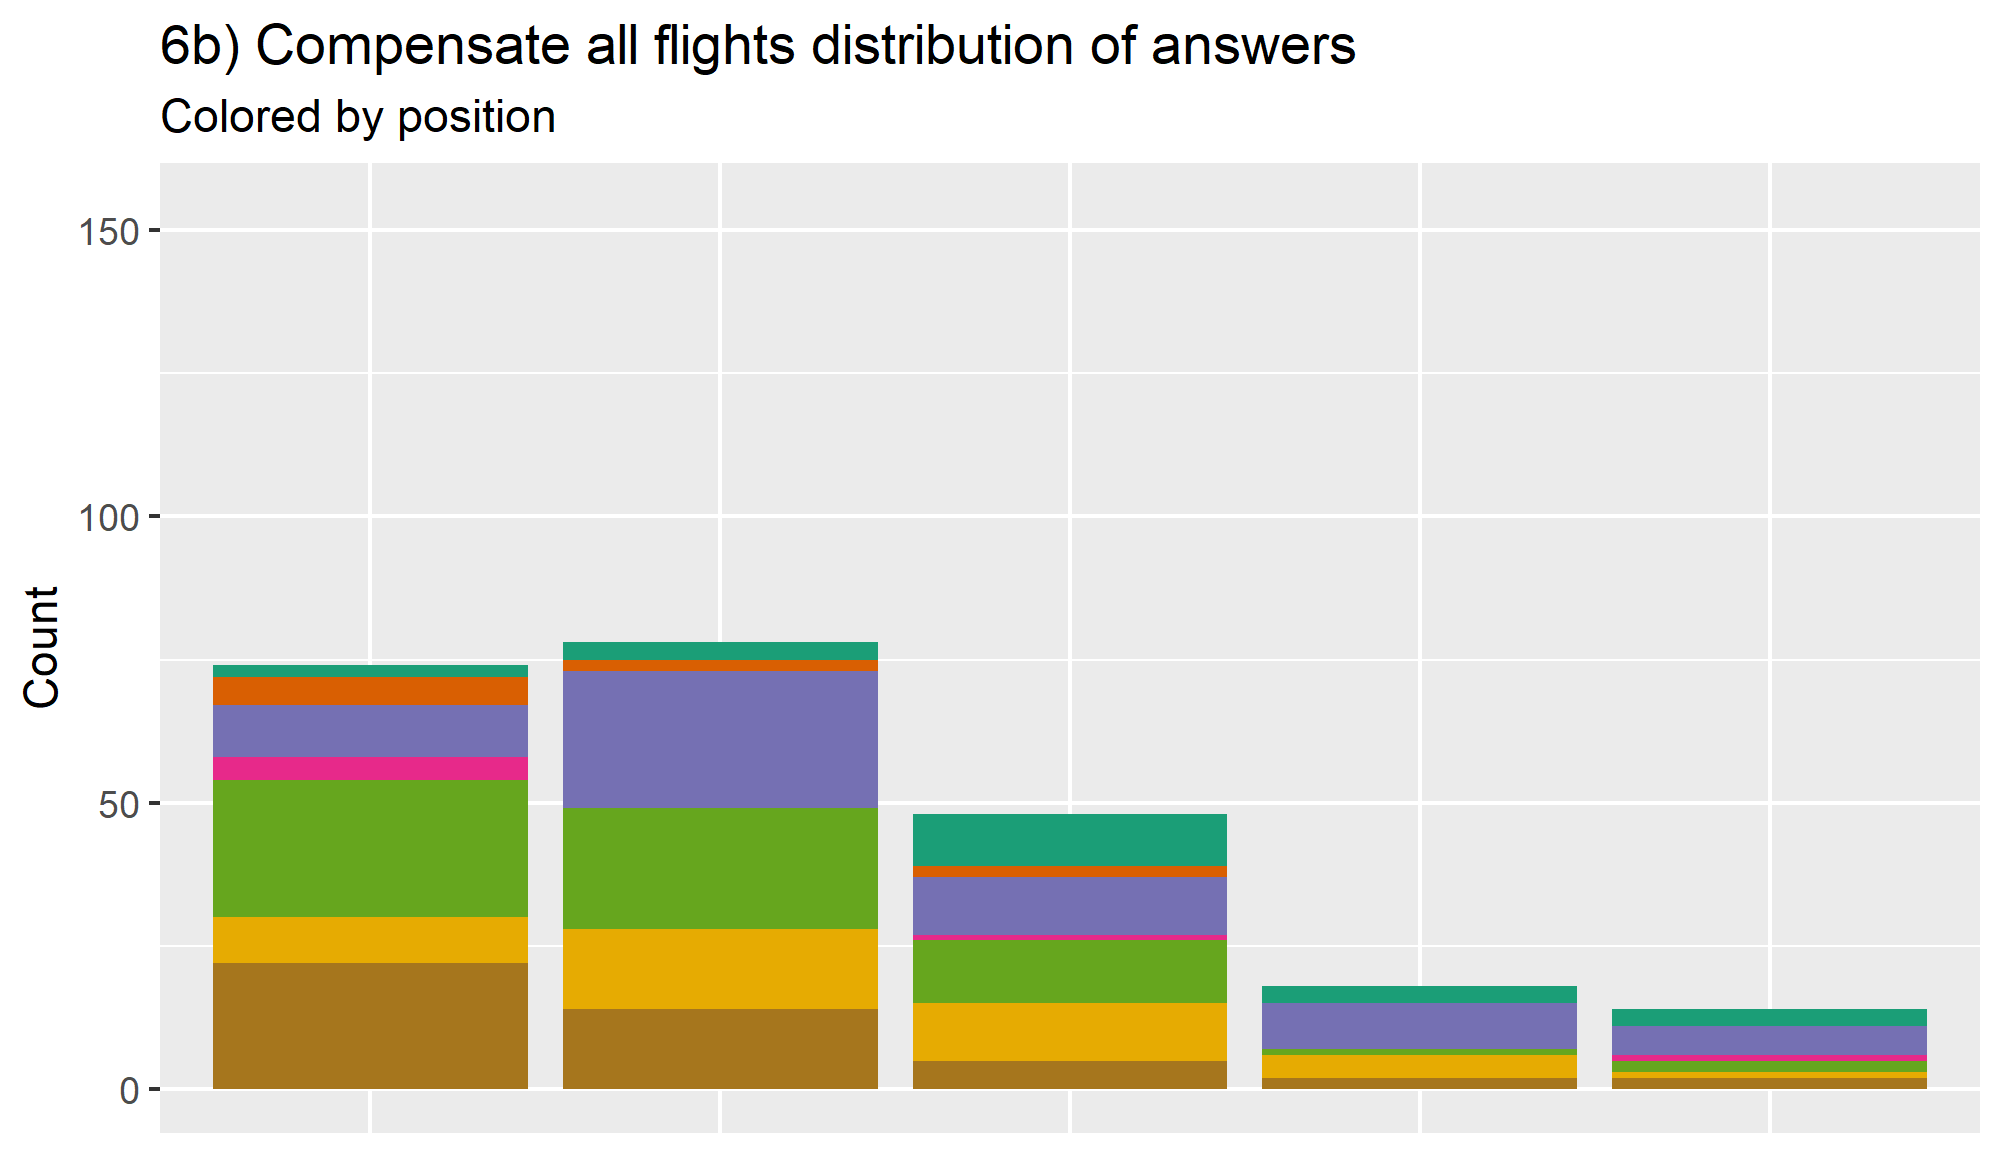 6b) Compensate all flights distribution of answers
Colored by position
150
100
50
0
Count